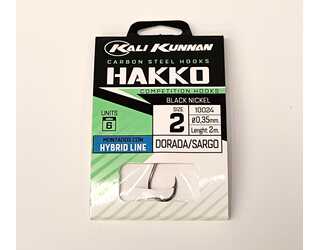 KALI KUNNAN
CARBON STEEL HOOKS
HAKKO
COMPETITION HOOKS
BLACK NICKEL
UNITS
6
SIZE
2
10024
Ø0,35mm.
Lenght 2m.
MONTADOS CON
HYBRID LINE
DORADA/SARGO